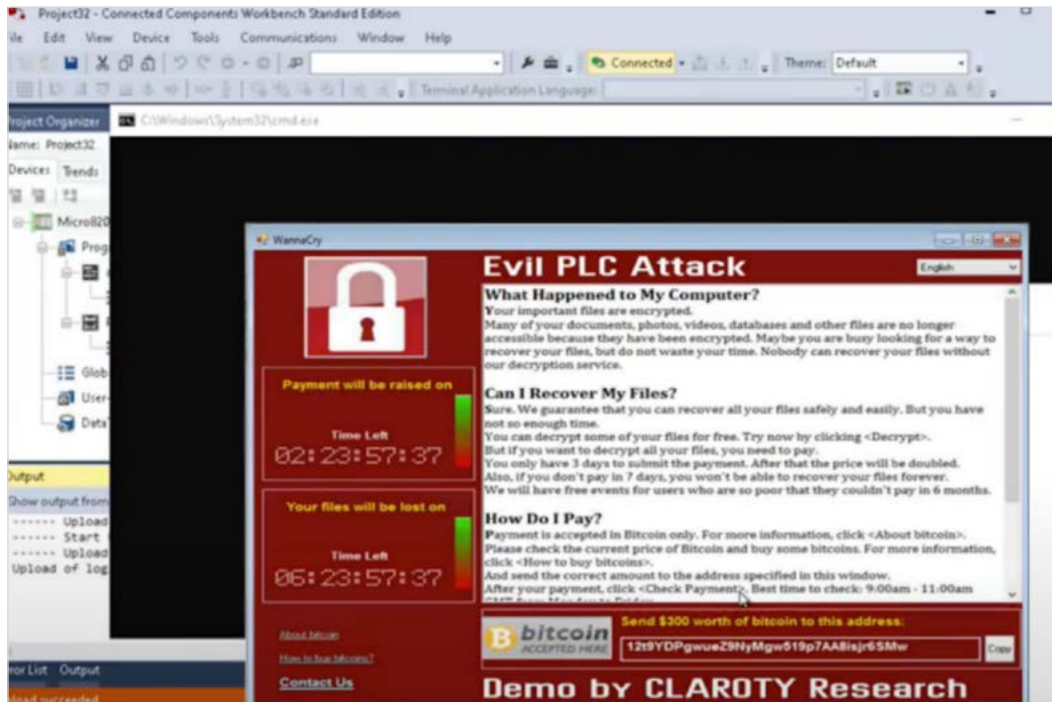 Project32 - Connected Components Workbench Standard Edition
Edit View Device Tools Communications Window Help
Connected Theme: Default
Terminal Application Language:
Project Organizer C:\Windows\System32\cmd.exe
Name: Project32
Devices Trends
Micro820
Prog
Glob
User-
Output
Show output from
------ Upload
------ Start
------ Upload
Upload of log
Output
WannaCry
Evil PLC Attack
English
Payment will be raised on
Time Left
02:23:57:37
Your files will be lost on
Time Left
06:23:57:37
About bitcoin
How to buy bitcoins?
Contact Us
What Happened to My Computer?
Your important files are encrypted.
Many of your documents, photos, videos, databases and other files are no longer
accessible because they have been encrypted. Maybe you are busy looking for a way to
recover your files, but do not waste your time. Nobody can recover your files without
our decryption service.
Can I Recover My Files?
Sure. We guarantee that you can recover all your files safely and easily. But you have
not so enough time.
You can decrypt some of your files for free. Try now by clicking <Decrypt>.
But if you want to decrypt all your files, you need to pay.
You only have 3 days to submit the payment. After that the price will be doubled.
Also, if you don't pay in 7 days, you won't be able to recover your files forever.
We will have free events for users who are so poor that they couldn't pay in 6 months.
How Do I Pay?
Payment is accepted in Bitcoin only. For more information, click <About bitcoin>.
Please check the current price of Bitcoin and buy some bitcoins. For more information,
click <How to buy bitcoins>.
And send the correct amount to the address specified in this window.
After your payment, click <Check Payment>. Best time to check: 9:00am - 11:00am
bitcoin
ACCEPTED HERE
Send $300 worth of bitcoin to this address:
12t9YDPgwueZ9NyMgw519p7AA8isjr6SMw
Copy
Demo by CLAROTY Research